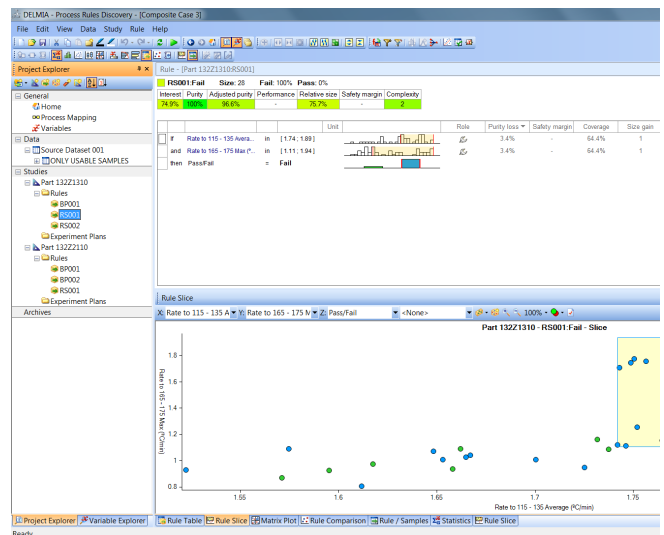 DELMIA - Process Rules Discovery - [Composite Case 3]
File Edit View Data Study Rule Help
Project Explorer
Rule - [Part 132Z1310:RS001]
RS001:Fail Size: 28 Fail: 100% Pass: 0%
Interest Purity Adjusted purity Performance Relative size Safety margin Complexity
74.9% 100% 96.6% - 75.7% - 2
Unit Role Purity loss Safety margin Coverage Size gain
If Rate to 115 - 135 Avera... in [ 1.74 ; 1.89 ] 3.4% - 64.4% 1
and Rate to 165 - 175 Max (º... in [ 1.11 ; 1.94 ] 3.4% - 64.4% 1
then Pass/Fail = Fail
General
Home
Process Mapping
Variables
Data
Source Dataset 001
ONLY USABLE SAMPLES
Studies
Part 132Z1310
Rules
BP001
RS001
RS002
Experiment Plans
Part 132Z2110
Rules
BP001
BP002
RS001
Experiment Plans
Archives
Rule Slice
X: Rate to 115 - 135 A Y: Rate to 165 - 175 M Z: Pass/Fail <None> 100%
Part 132Z1310 - RS001:Fail - Slice
Rate to 165 - 175 Max (ºC/min)
1.8
1.6
1.4
1.2
1
0.8
1.55 1.6 1.65 1.7 1.75
Rate to 115 - 135 Average (ºC/min)
Project Explorer Variable Explorer Rule Table Rule Slice Matrix Plot Rule Comparison Rule / Samples Statistics Rule Slice
Ready